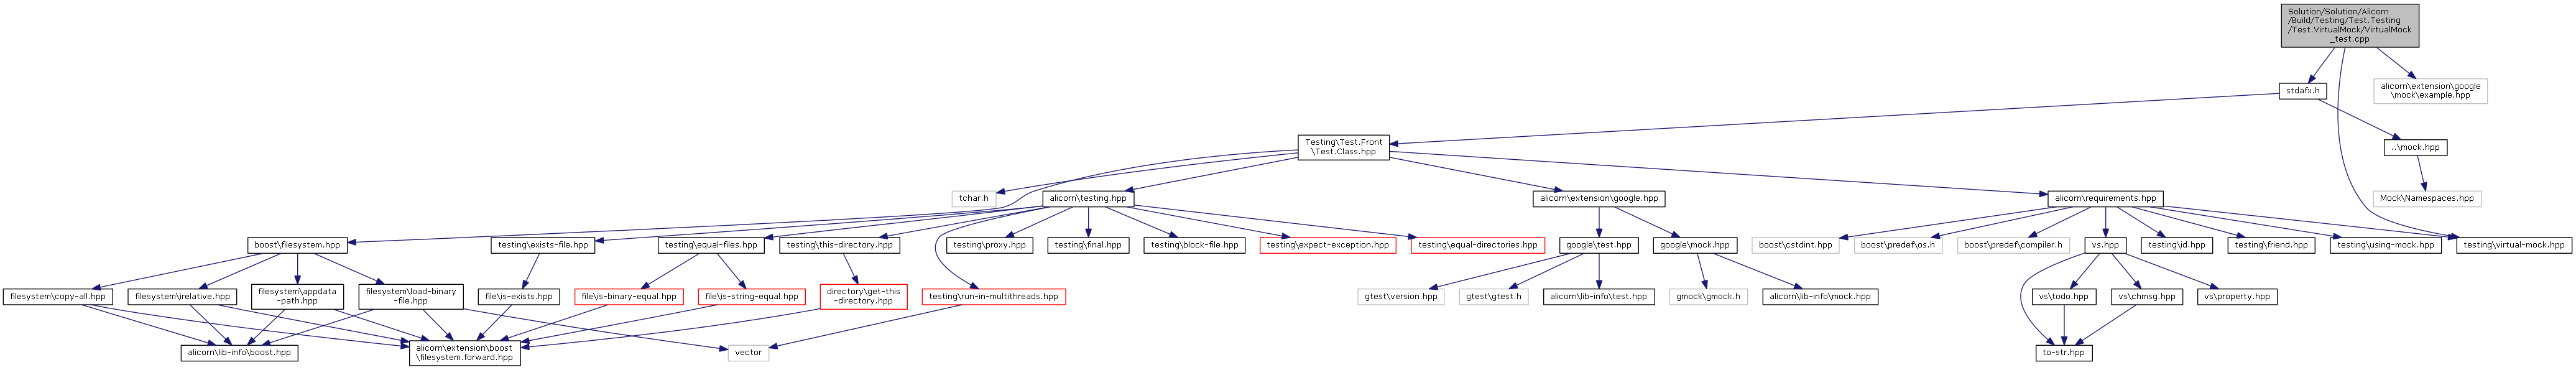 Solution/Solution/Alicorn
/Build/Testing/Test.Testing
/Test.VirtualMock/VirtualMock
_test.cpp
stdafx.h
alicorn\extension\google
\mock\example.hpp
Testing\Test.Front
\Test.Class.hpp
..\mock.hpp
tchar.h
alicorn\testing.hpp
alicorn\extension\google.hpp
alicorn\requirements.hpp
Mock\Namespaces.hpp
boost\filesystem.hpp
testing\exists-file.hpp
testing\equal-files.hpp
testing\this-directory.hpp
testing\proxy.hpp
testing\final.hpp
testing\block-file.hpp
testing\expect-exception.hpp
testing\equal-directories.hpp
google\test.hpp
google\mock.hpp
boost\cstdint.hpp
boost\predef\os.h
boost\predef\compiler.h
vs.hpp
testing\id.hpp
testing\friend.hpp
testing\using-mock.hpp
testing\virtual-mock.hpp
filesystem\copy-all.hpp
filesystem\irelative.hpp
filesystem\appdata
-path.hpp
filesystem\load-binary
-file.hpp
file\is-exists.hpp
file\is-binary-equal.hpp
file\is-string-equal.hpp
directory\get-this
-directory.hpp
testing\run-in-multithreads.hpp
gtest\version.hpp
gtest\gtest.h
alicorn\lib-info\test.hpp
gmock\gmock.h
alicorn\lib-info\mock.hpp
vs\todo.hpp
vs\chmsg.hpp
vs\property.hpp
alicorn\lib-info\boost.hpp
alicorn\extension\boost
\filesystem.forward.hpp
vector
to-str.hpp